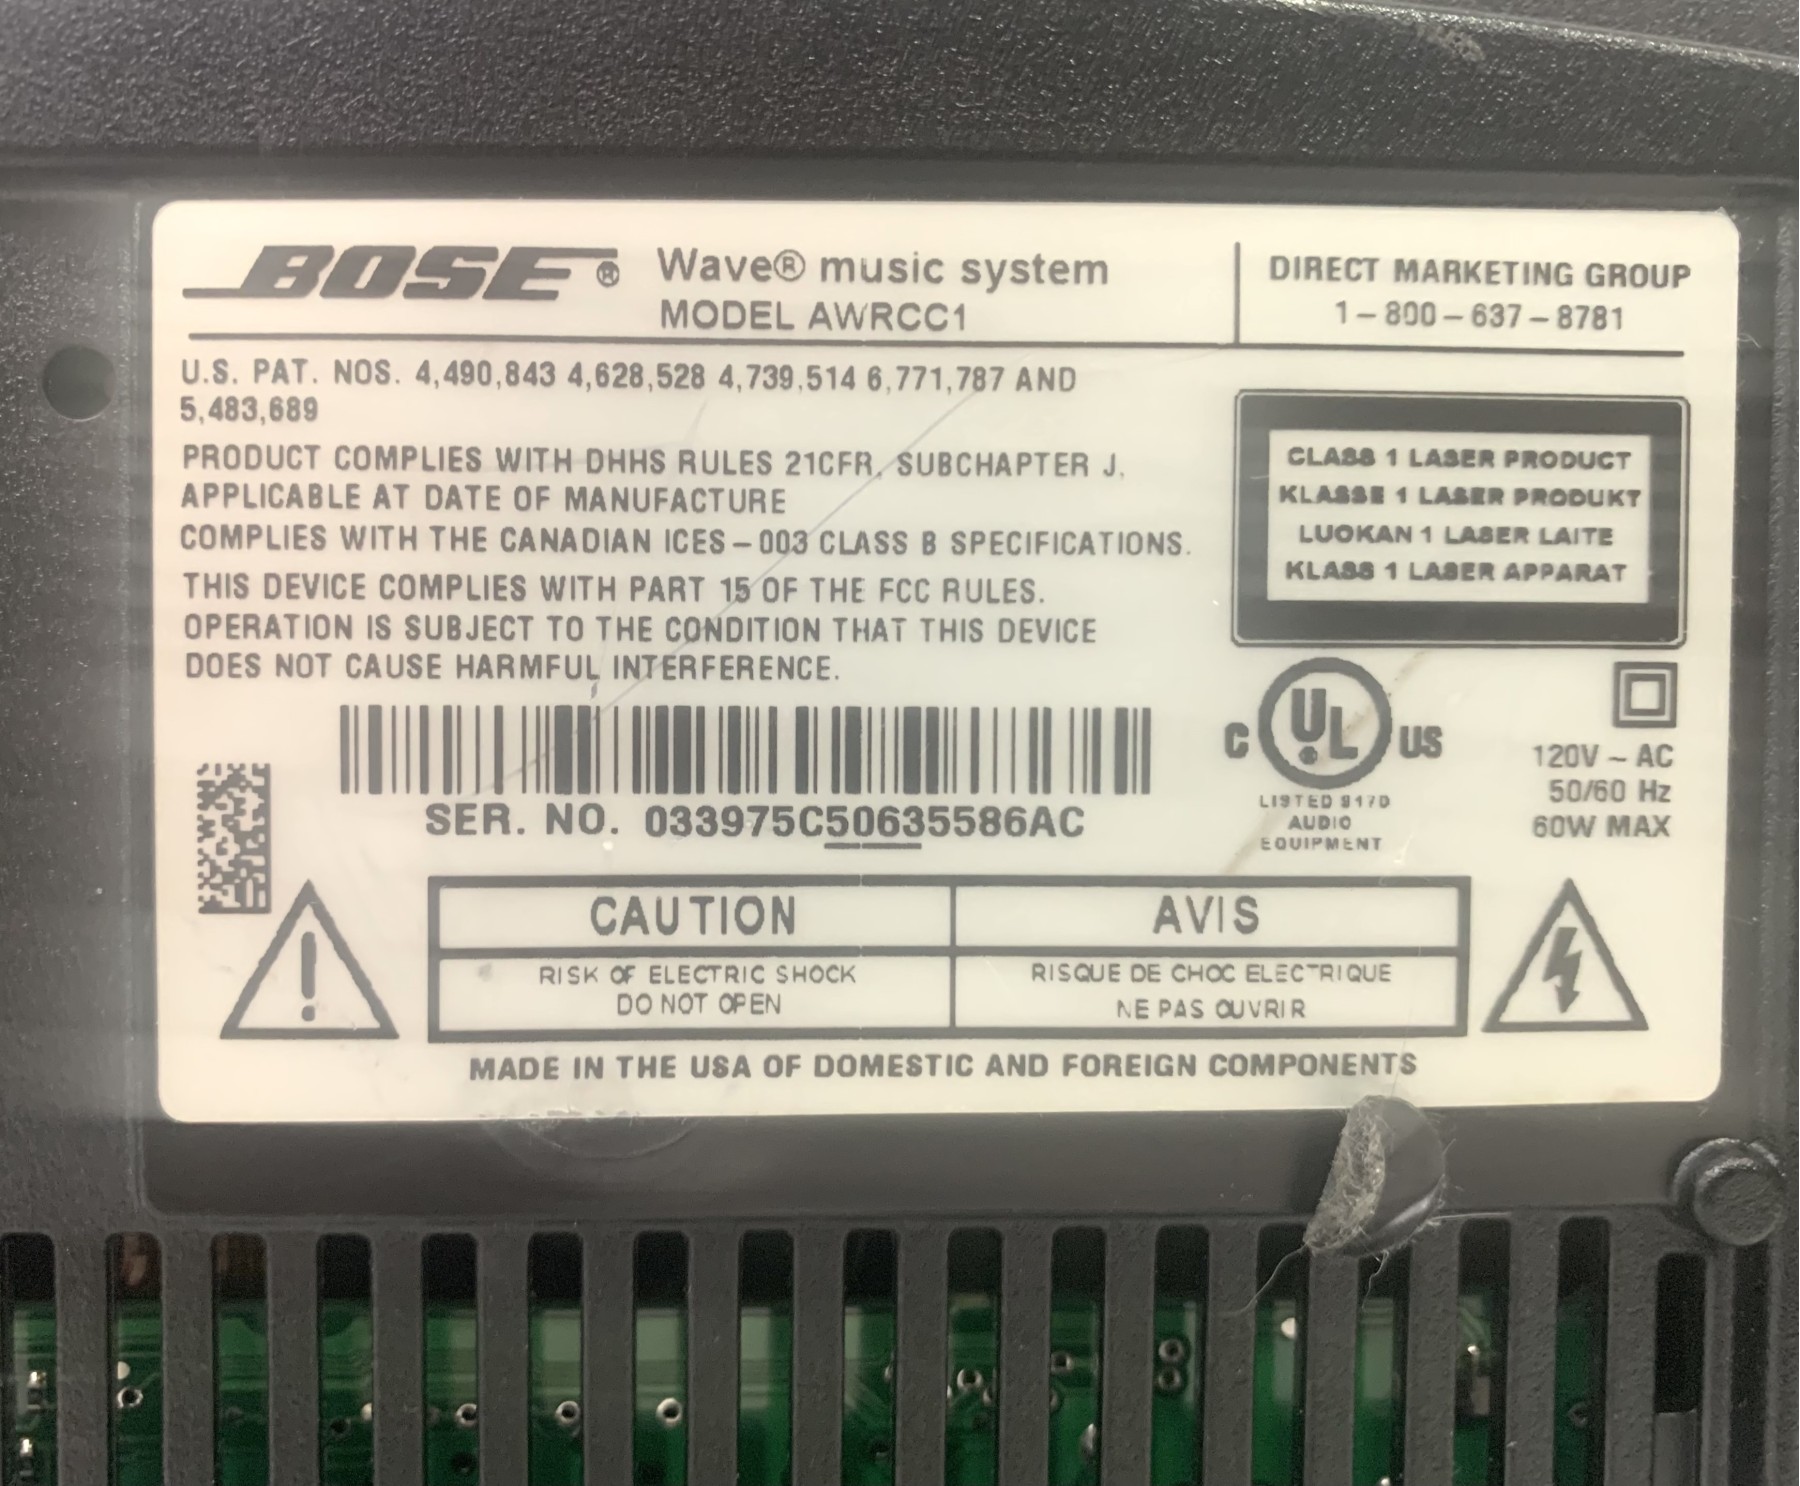 BOSE® Wave® music system
MODEL AWRCC1
DIRECT MARKETING GROUP
1-800-637-8781
U.S. PAT. NOS. 4,490,843 4,628,528 4,739,514 6,771,787 AND
5,483,689
PRODUCT COMPLIES WITH DHHS RULES 21CFR, SUBCHAPTER J,
APPLICABLE AT DATE OF MANUFACTURE
COMPLIES WITH THE CANADIAN ICES-003 CLASS B SPECIFICATIONS.
THIS DEVICE COMPLIES WITH PART 15 OF THE FCC RULES.
OPERATION IS SUBJECT TO THE CONDITION THAT THIS DEVICE
DOES NOT CAUSE HARMFUL INTERFERENCE.
CLASS 1 LASER PRODUCT
KLASSE 1 LASER PRODUKT
LUOKAN 1 LASER LAITE
KLASS 1 LASER APPARAT
C UL® US
LISTED 917D
AUDIO
EQUIPMENT
120V ~ AC
50/60 Hz
60W MAX
SER. NO. 033975C50635586AC
CAUTION
RISK OF ELECTRIC SHOCK
DO NOT OPEN
AVIS
RISQUE DE CHOC ELECTRIQUE
NE PAS OUVRIR
MADE IN THE USA OF DOMESTIC AND FOREIGN COMPONENTS